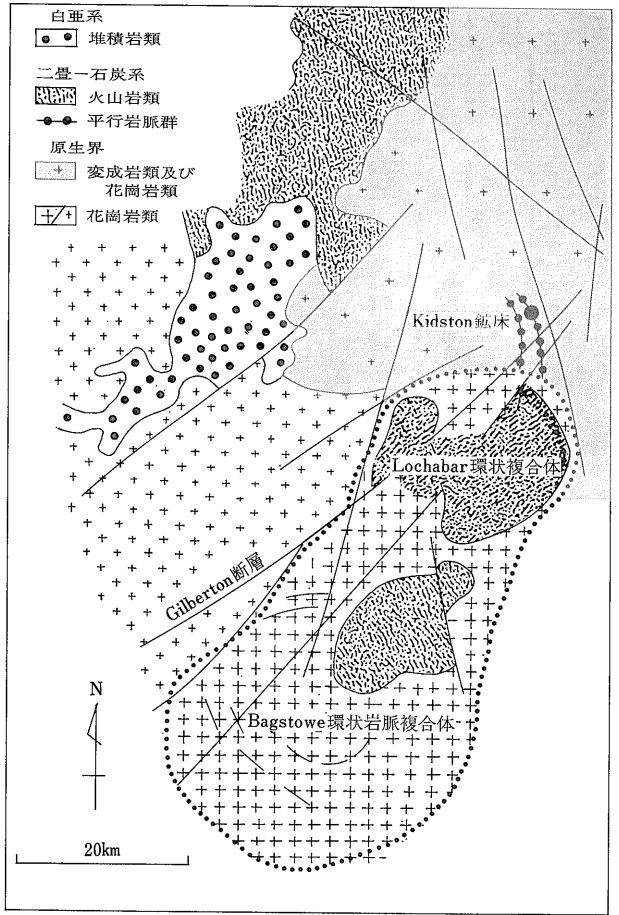 白亜系
堆積岩類
二畳ー石炭系
火山岩類
平行岩脈群
原生界
変成岩類及び
花崗岩類
花崗岩類
Kidston鉱床
Lochabar環状複合体
Gilberton断層
N
Bagstowe環状岩脈複合体
20km